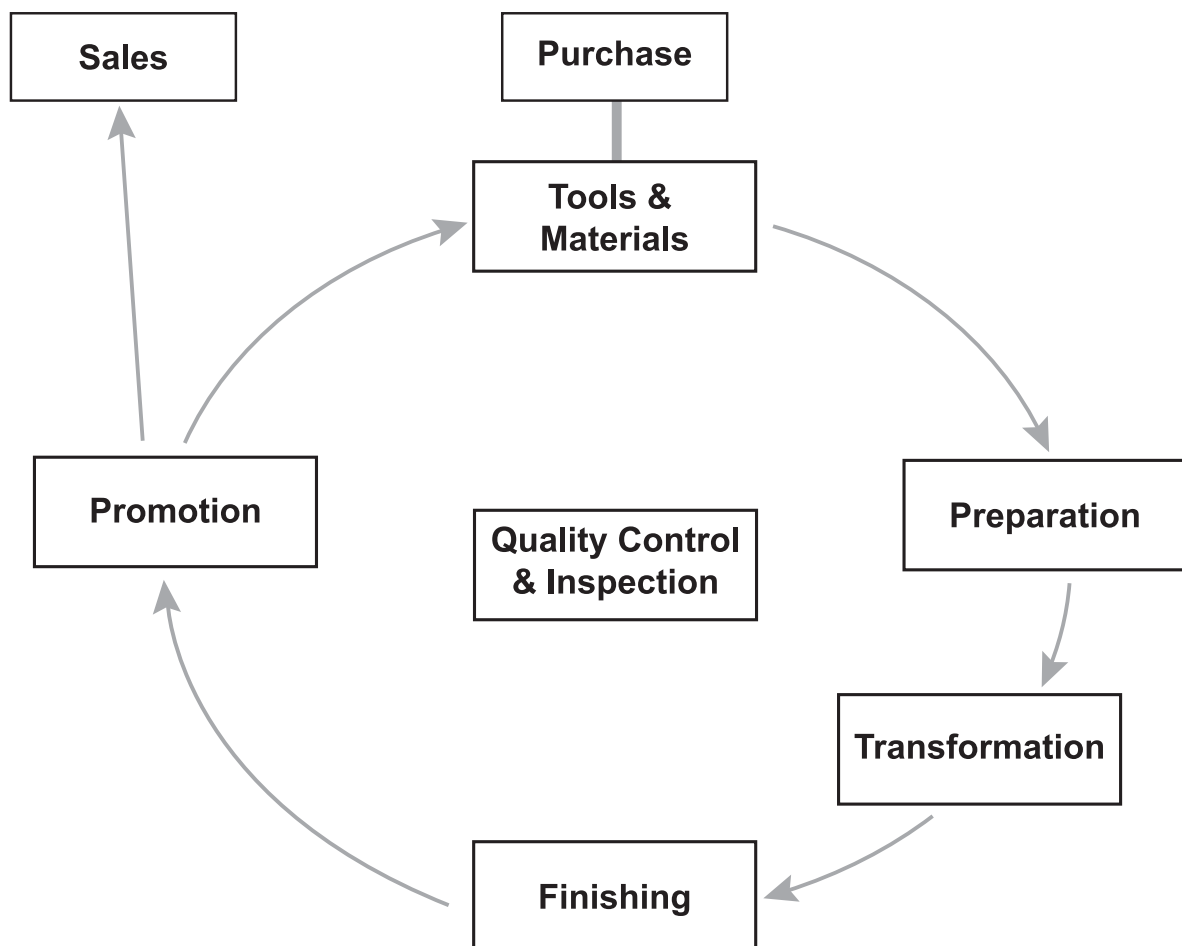 Sales
Purchase
Tools &
Materials
Promotion
Quality Control
& Inspection
Preparation
Transformation
Finishing